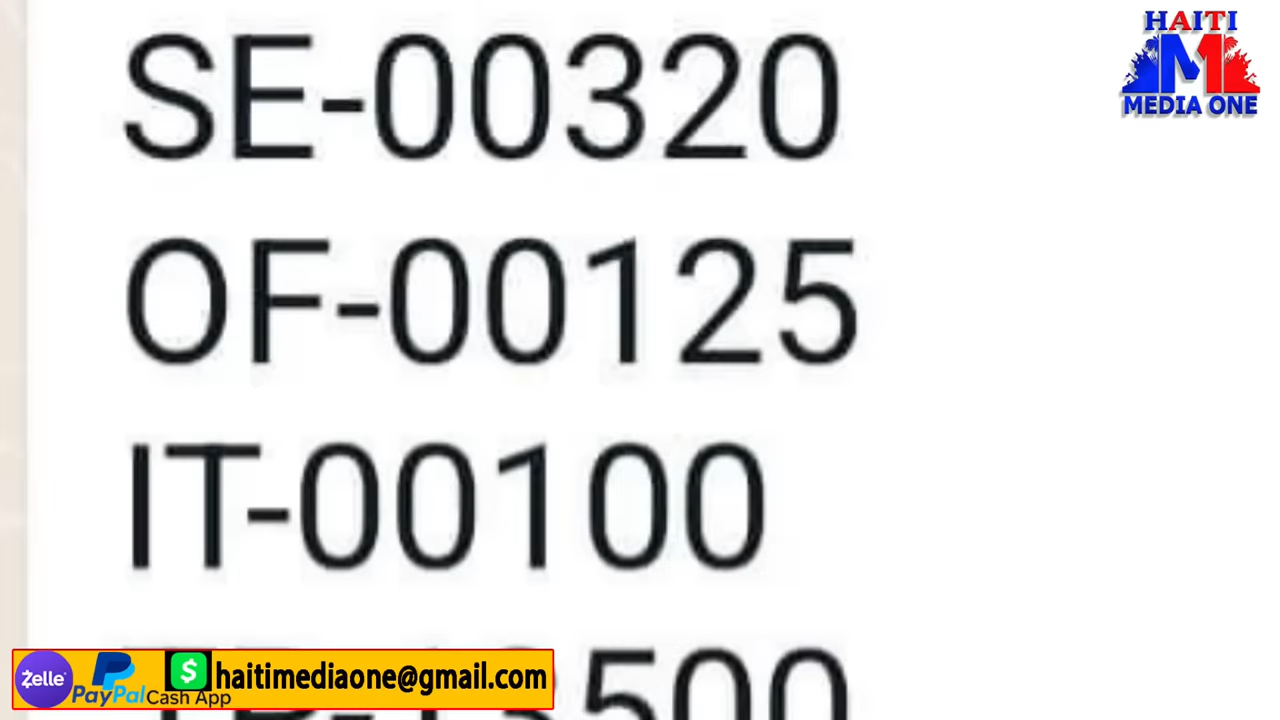 HAITI
M
MEDIA ONE
SE-00320
OF-00125
IT-00100
Zelle
PayPal
Cash App
haitimediaone@gmail.com